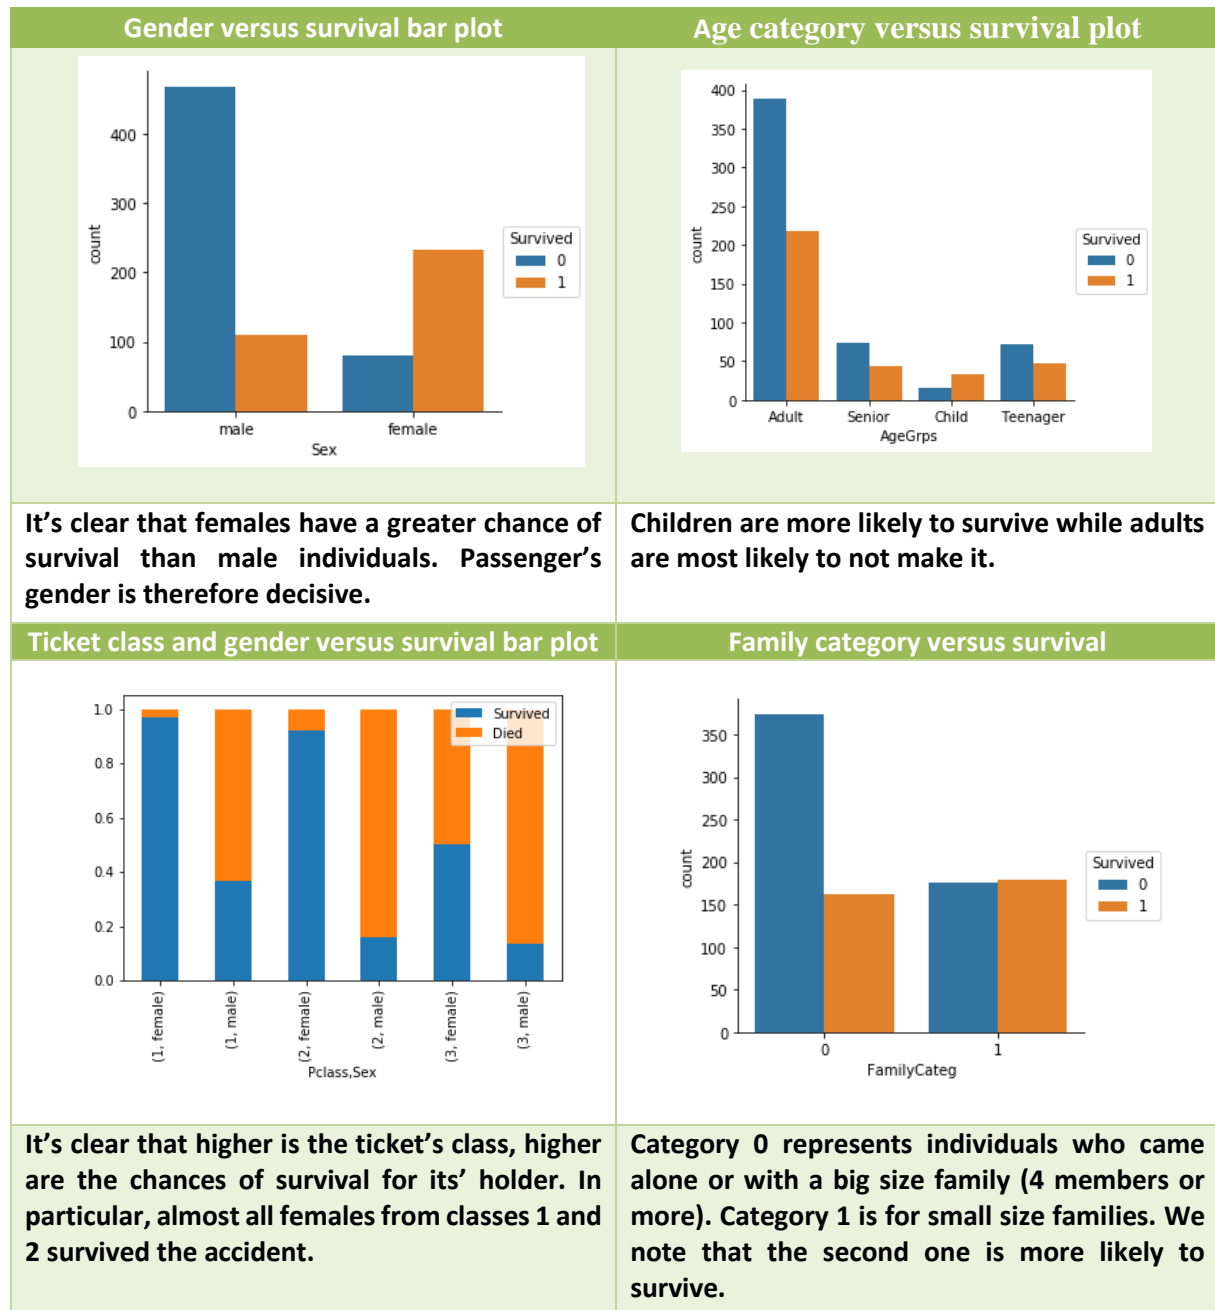 Gender versus survival bar plot
Age category versus survival plot
400
300
200
100
0
count
male
female
Sex
Survived
0
1
400
350
300
250
200
150
100
50
0
count
Adult
Senior
Child
Teenager
AgeGrps
Survived
0
1
It's clear that females have a greater chance of
survival than male individuals. Passenger's
gender is therefore decisive.
Children are more likely to survive while adults
are most likely to not make it.
Ticket class and gender versus survival bar plot
Family category versus survival
1.0
0.8
0.6
0.4
0.2
0.0
Survived
Died
(1, female)
(1, male)
(2, female)
(2, male)
(3, female)
(3, male)
Pclass,Sex
350
300
250
200
150
100
50
0
count
0
1
FamilyCateg
Survived
0
1
It's clear that higher is the ticket's class, higher
are the chances of survival for its' holder. In
particular, almost all females from classes 1 and
2 survived the accident.
Category 0 represents individuals who came
alone or with a big size family (4 members or
more). Category 1 is for small size families. We
note that the second one is more likely to
survive.